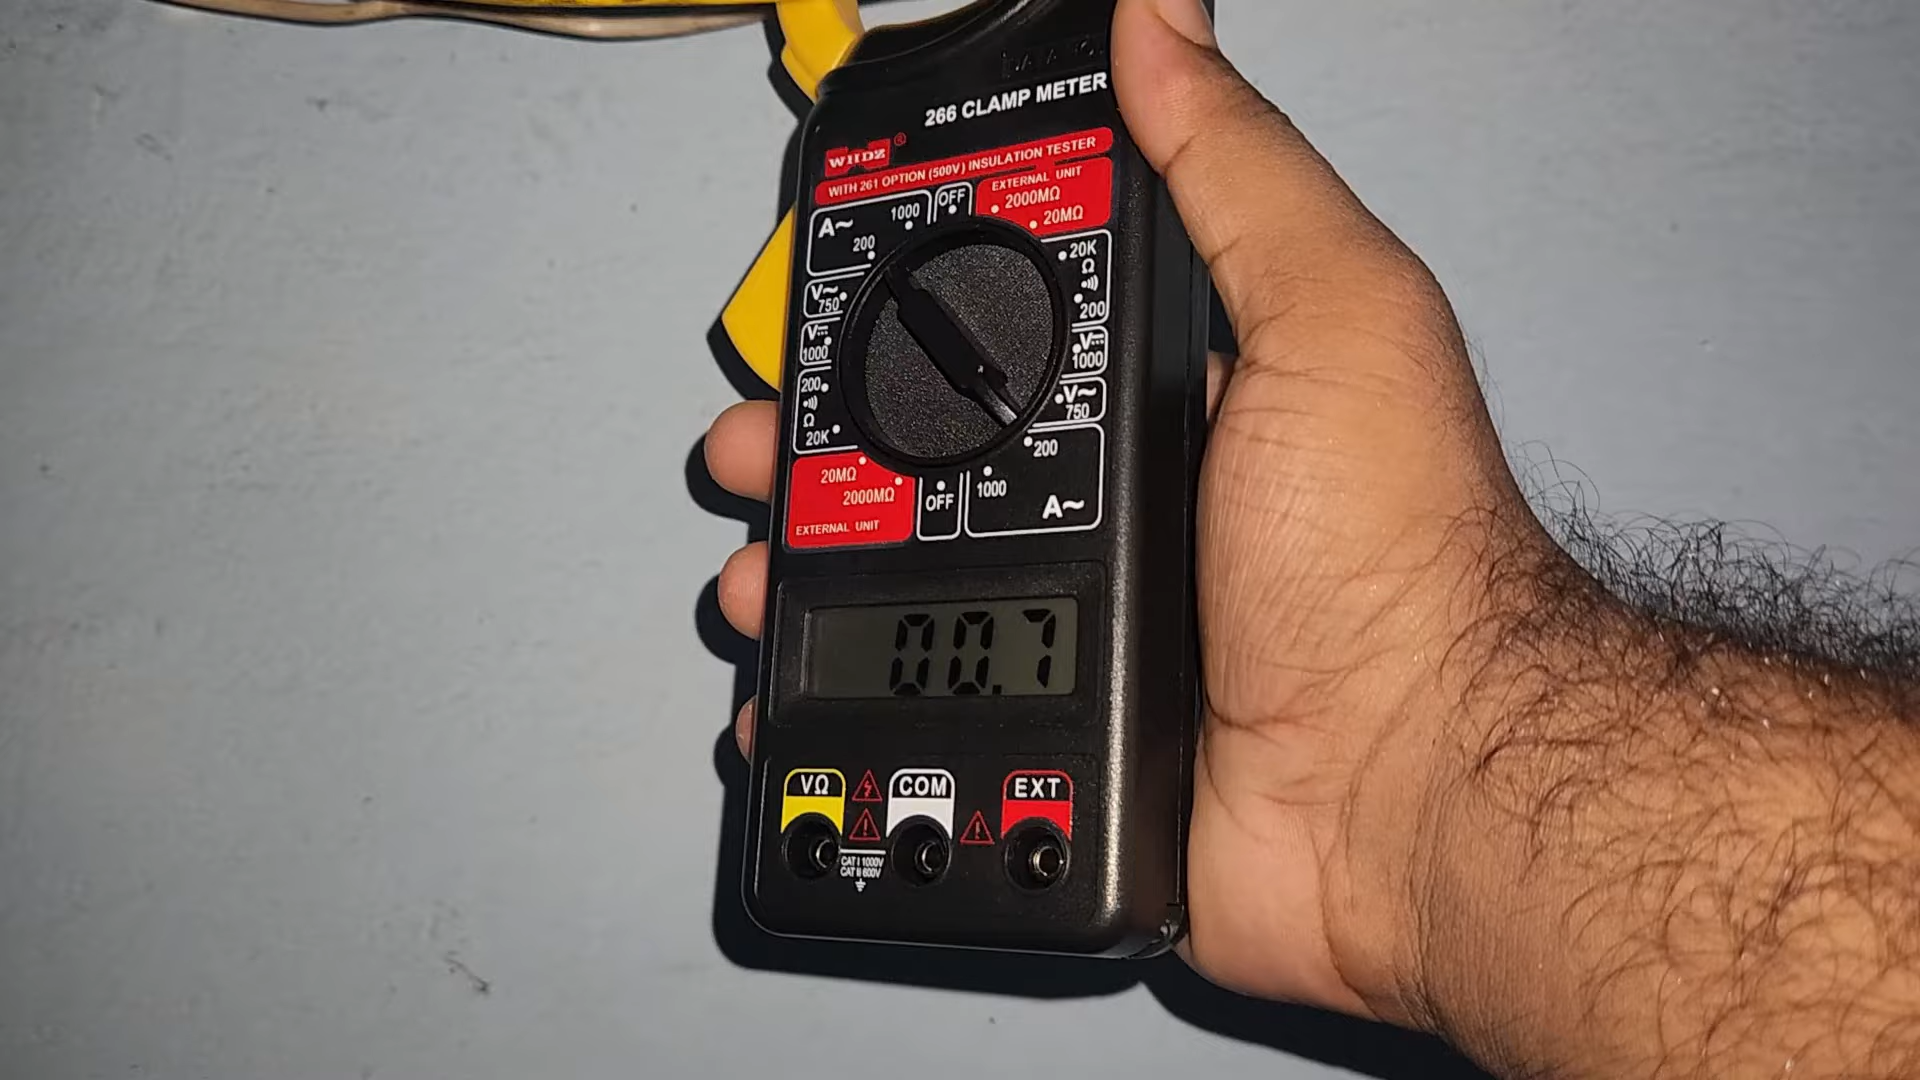 266 CLAMP METER
WIIDZ ®
WITH 261 OPTION (500V) INSULATION TESTER
A~ 1000
200
OFF
EXTERNAL UNIT
2000MΩ
20MΩ
V~
750
V⎓
1000
200
Ω
20K
20K
Ω
200
V⎓
1000
V~
750
20MΩ
2000MΩ
EXTERNAL UNIT
OFF
200
1000
A~
00.7
VΩ
COM
EXT
CAT I 1000V
CAT II 600V